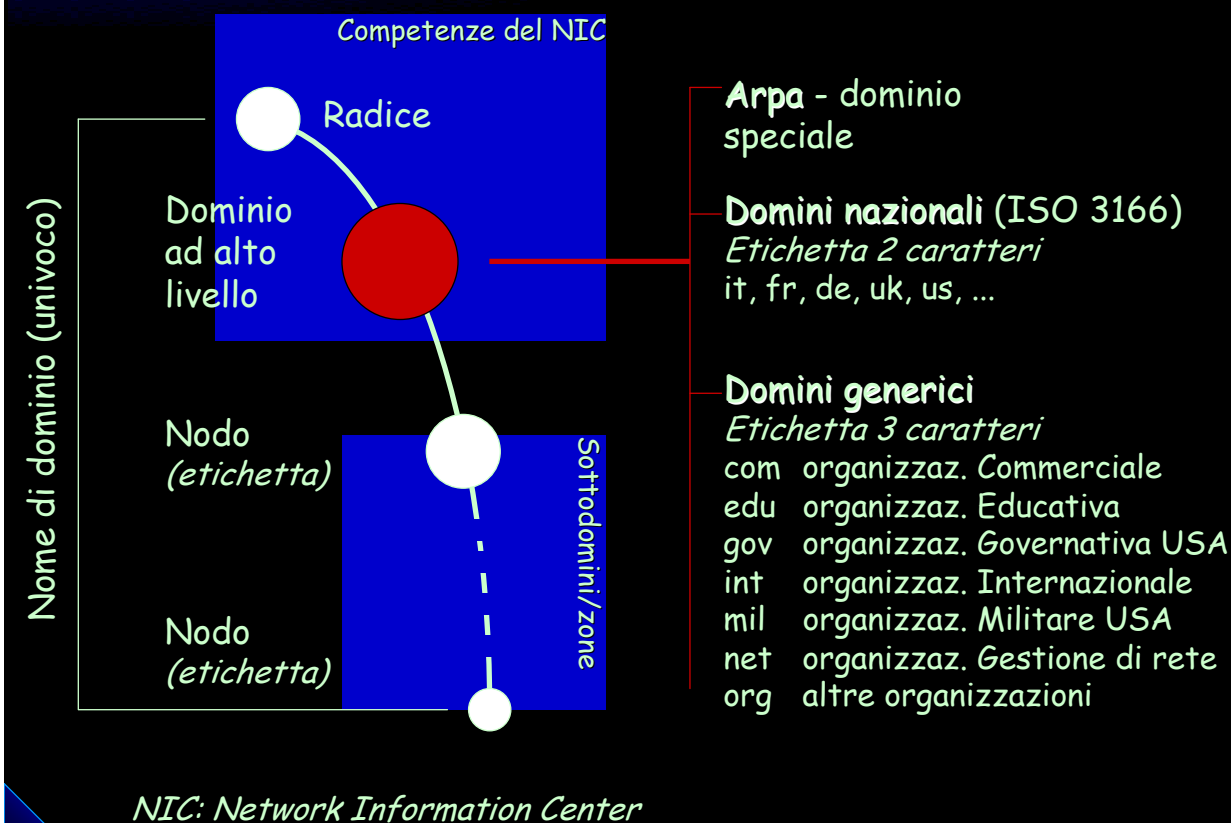 Competenze del NIC
Radice
Dominio
ad alto
livello
Nome di dominio (univoco)
Nodo
(etichetta)
Sottodomini/zone
Nodo
(etichetta)
Arpa - dominio
speciale
Domini nazionali (ISO 3166)
Etichetta 2 caratteri
it, fr, de, uk, us, ...
Domini generici
Etichetta 3 caratteri
com organizzaz. Commerciale
edu organizzaz. Educativa
gov organizzaz. Governativa USA
int organizzaz. Internazionale
mil organizzaz. Militare USA
net organizzaz. Gestione di rete
org altre organizzazioni
NIC: Network Information Center